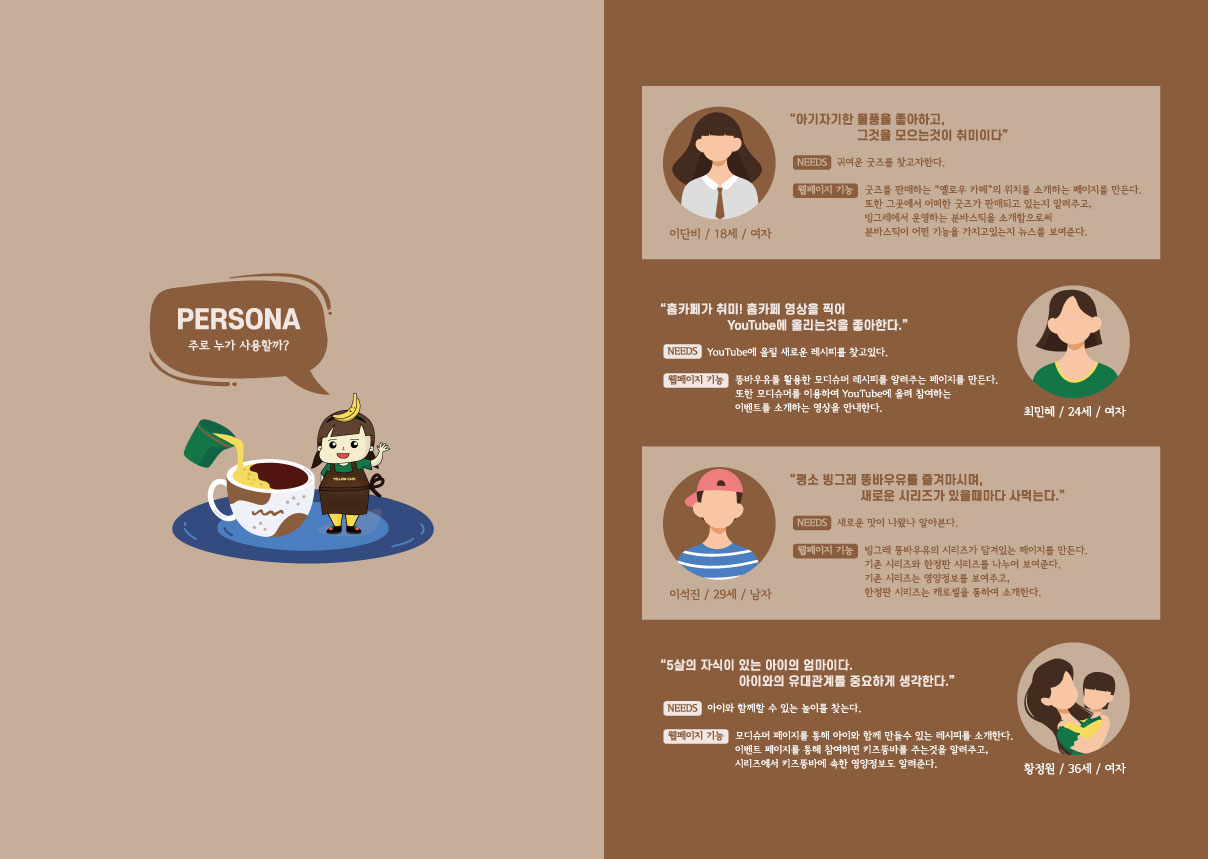 PERSONA
주로 누가 사용할까?
YELLOW CAFE
“아기자기한 물품을 좋아하고,
그것을 모으는것이 취미이다”
NEEDS 귀여운 굿즈를 찾고자한다.
웹페이지 기능 굿즈를 판매하는 “옐로우 카페”의 위치를 소개하는 페이지를 만든다.
또한 그곳에서 어떠한 굿즈가 판매되고 있는지 알려주고,
빙그레에서 운영하는 분바스틱을 소개함으로써
분바스틱이 어떤 기능을 가지고있는지 뉴스를 보여준다.
이단비 / 18세 / 여자
“홈카페가 취미! 홈카페 영상을 찍어
YouTube에 올리는것을 좋아한다.”
NEEDS YouTube에 올릴 새로운 레시피를 찾고있다.
웹페이지 기능 뚱바우유를 활용한 모디슈머 레시피를 알려주는 페이지를 만든다.
또한 모디슈머를 이용하여 YouTube에 올려 참여하는
이벤트를 소개하는 영상을 안내한다.
최민혜 / 24세 / 여자
“평소 빙그레 뚱바우유를 즐겨마시며,
새로운 시리즈가 있을때마다 사먹는다.”
NEEDS 새로운 맛이 나왔나 알아본다.
웹페이지 기능 빙그레 뚱바우유의 시리즈가 담겨있는 페이지를 만든다.
기존 시리즈와 한정판 시리즈를 나누어 보여준다.
기존 시리즈는 영양정보를 보여주고,
한정판 시리즈는 캐로셀을 통하여 소개한다.
이석진 / 29세 / 남자
“5살의 자식이 있는 아이의 엄마이다.
아이와의 유대관계를 중요하게 생각한다.”
NEEDS 아이와 함께할 수 있는 놀이를 찾는다.
웹페이지 기능 모디슈머 페이지를 통해 아이와 함께 만들수 있는 레시피를 소개한다.
이벤트 페이지를 통해 참여하면 키즈뚱바를 주는것을 알려주고,
시리즈에서 키즈뚱바에 속한 영양정보도 알려준다.
황정원 / 36세 / 여자